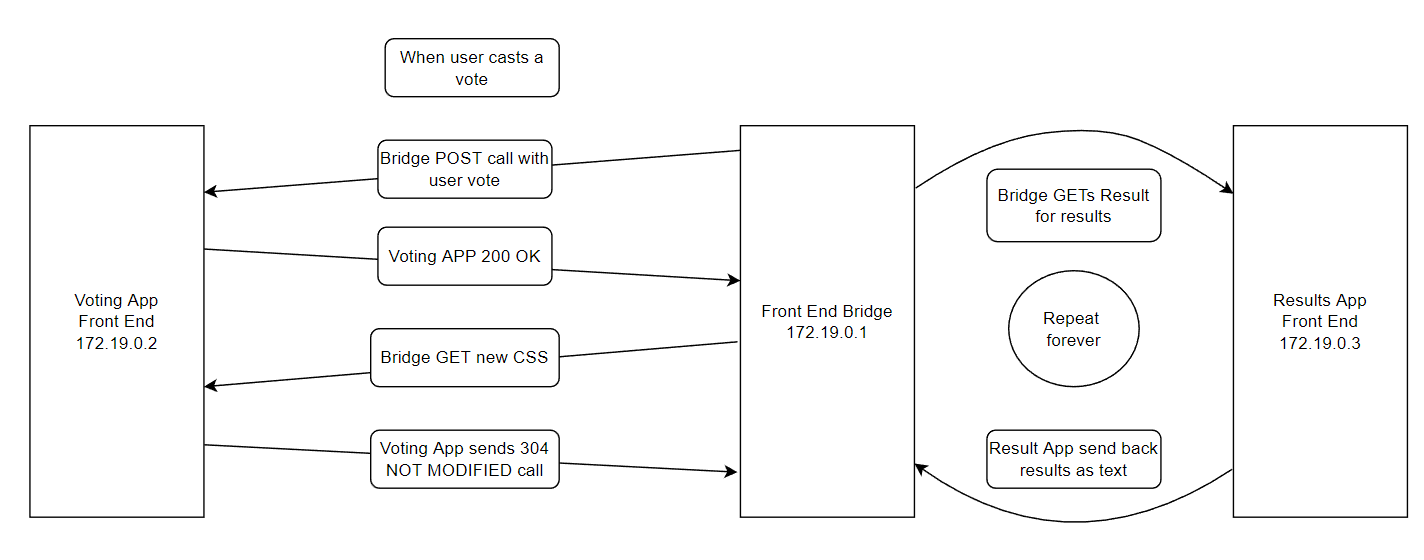 When user casts a
vote
Bridge POST call with
user vote
Voting APP 200 OK
Bridge GET new CSS
Voting App sends 304
NOT MODIFIED call
Voting App
Front End
172.19.0.2
Front End Bridge
172.19.0.1
Bridge GETs Result
for results
Repeat
forever
Result App send back
results as text
Results App
Front End
172.19.0.3